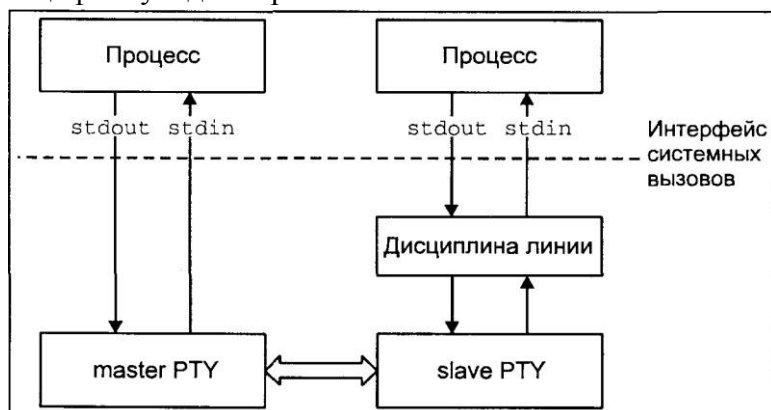 Процесс
Процесс
stdout stdin
stdout stdin
Интерфейс
системных
вызовов
Дисциплина линии
master PTY
slave PTY